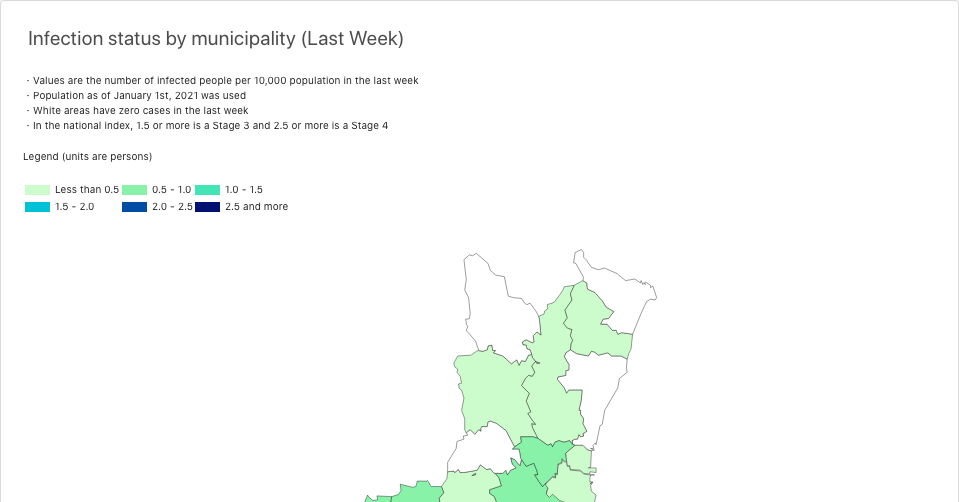 Infection status by municipality (Last Week)
・Values are the number of infected people per 10,000 population in the last week
・Population as of January 1st, 2021 was used
・White areas have zero cases in the last week
・In the national index, 1.5 or more is a Stage 3 and 2.5 or more is a Stage 4
Legend (units are persons)
Less than 0.5 0.5 - 1.0 1.0 - 1.5
1.5 - 2.0 2.0 - 2.5 2.5 and more